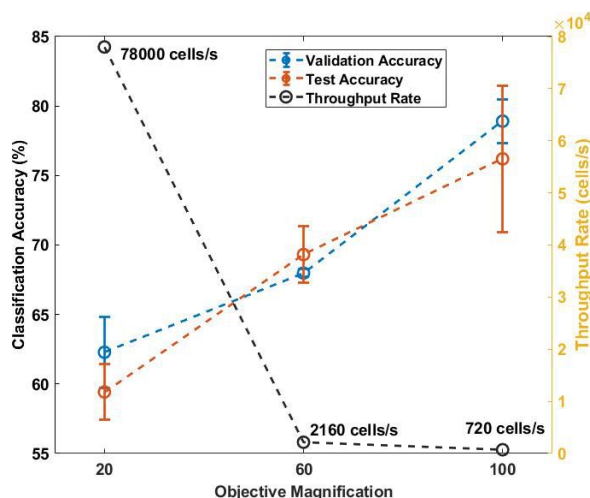 ×10⁴
85
80
75
70
65
60
55
Classification Accuracy (%)
78000 cells/s
Validation Accuracy
Test Accuracy
Throughput Rate
2160 cells/s
720 cells/s
8
7
6
5
4
3
2
1
0
Throughput Rate (cells/s)
20
60
100
Objective Magnification